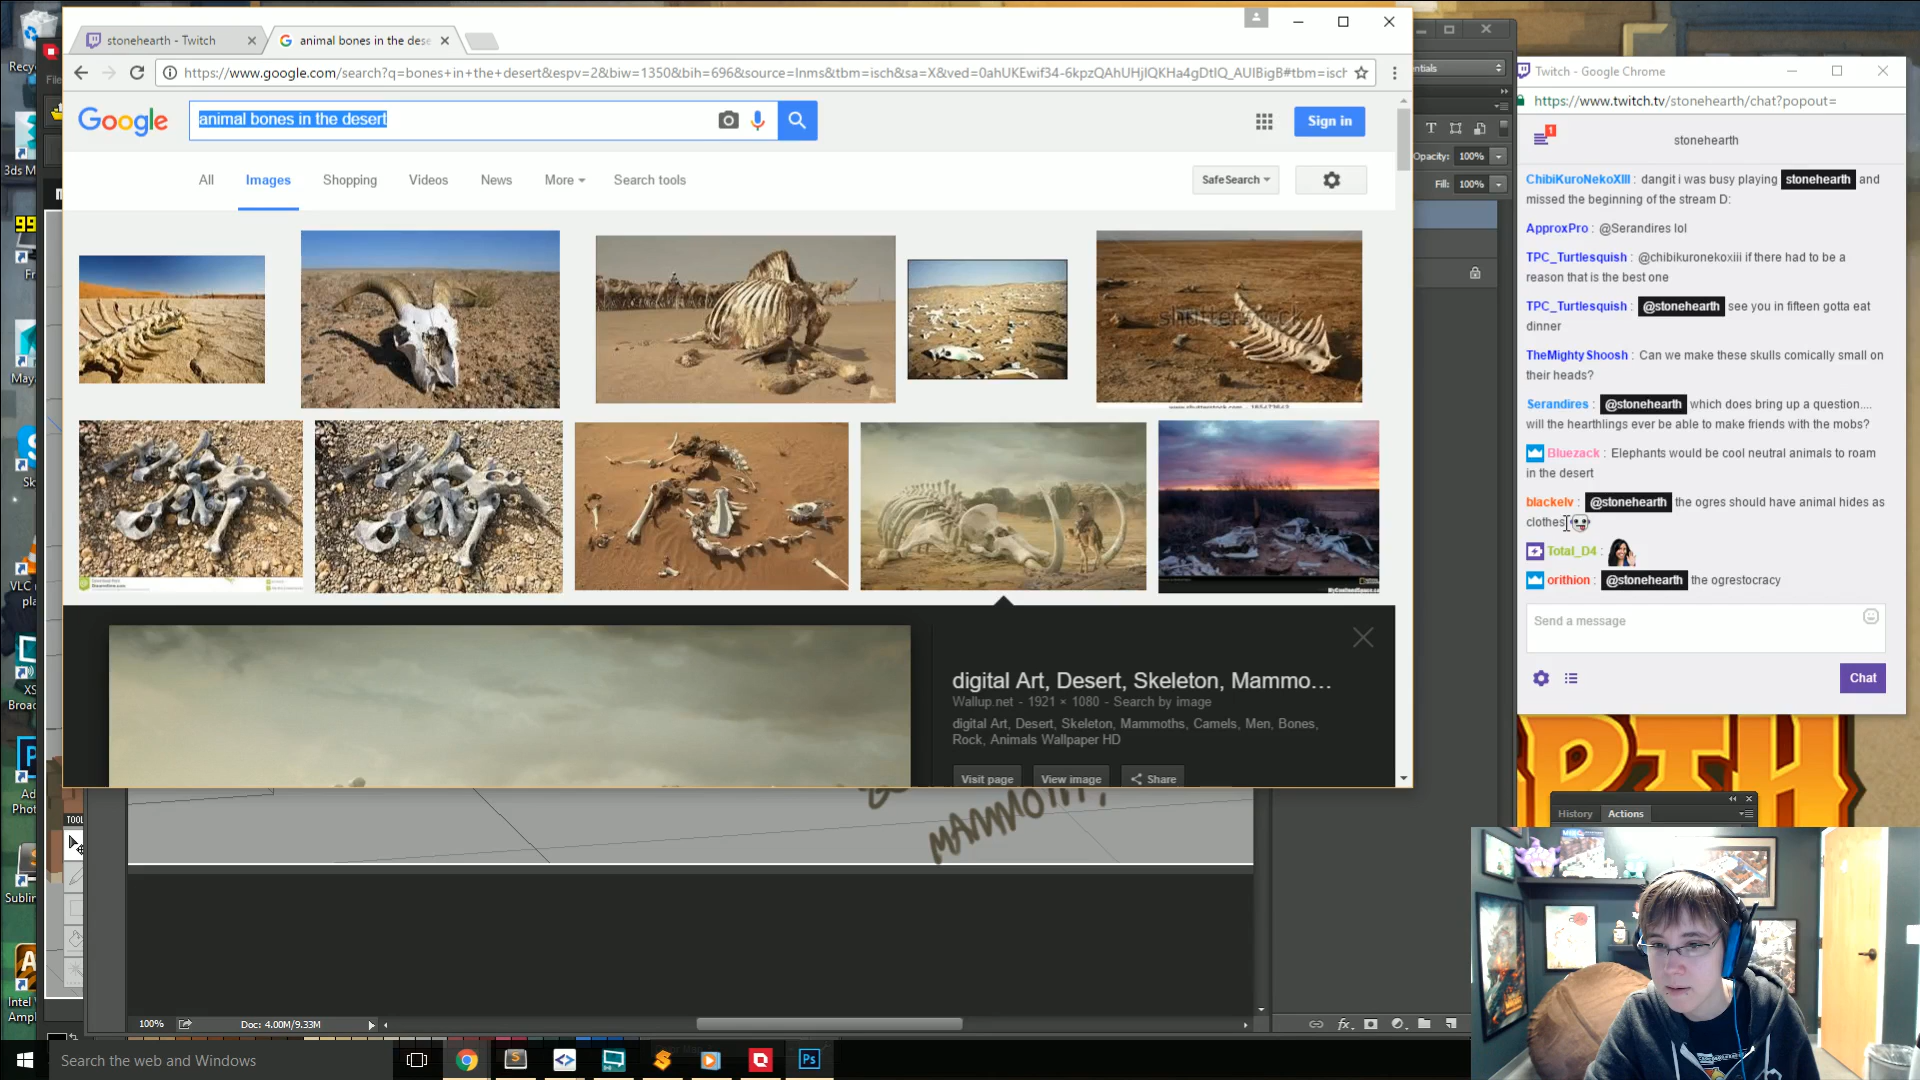 stonehearth - Twitch
animal bones in the dese
https://www.google.com/search?q=bones+in+the+desert&espv=2&biw=1350&bih=696&source=lnms&tbm=isch&sa=X&ved=0ahUKEwif34-6kpzQAhUHjIQKHa4gDtIQ_AUIBigB#tbm=isch
Google
animal bones in the desert
Sign in
All
Images
Shopping
Videos
News
More
Search tools
SafeSearch
shutterstock
digital Art, Desert, Skeleton, Mammo...
Wallup.net - 1921 × 1080 - Search by image
digital Art, Desert, Skeleton, Mammoths, Camels, Men, Bones,
Rock, Animals Wallpaper HD
Visit page
View image
Share
MAMMOTH,
Opacity: 100%
Fill: 100%
Twitch - Google Chrome
https://www.twitch.tv/stonehearth/chat?popout=
1
stonehearth
ChibiKuroNekoXIII : dangit i was busy playing stonehearth and
missed the beginning of the stream D:
ApproxPro : @Serandires lol
TPC_Turtlesquish : @chibikuronekoxiii if there had to be a
reason that is the best one
TPC_Turtlesquish : @stonehearth see you in fifteen gotta eat
dinner
TheMightyShoosh : Can we make these skulls comically small on
their heads?
Serandires : @stonehearth which does bring up a question....
will the hearthlings ever be able to make friends with the mobs?
Bluezack : Elephants would be cool neutral animals to roam
in the desert
blackelv : @stonehearth the ogres should have animal hides as
clothes
Total_D4 :
orithion : @stonehearth the ogrestocracy
Send a message
Chat
RTH
History
Actions
TOOL
100%
Doc: 4.00M/9.33M
Search the web and Windows